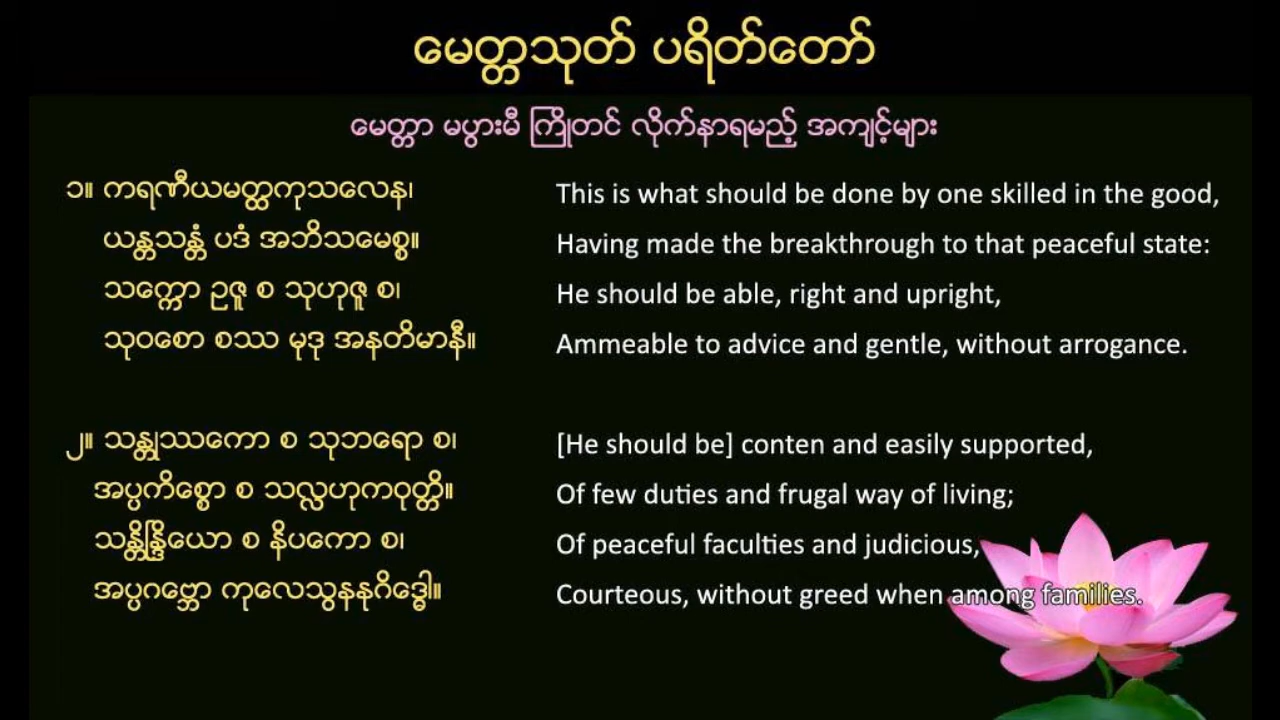 မေတ္တသုတ် ပရိတ်တော်
မေတ္တာ မပွားမီ ကြိုတင် လိုက်နာရမည့် အကျင့်များ
၁။ ကရဏီယမတ္ထကုသလေန၊
ယန္တသန္တံ ပဒံ အဘိသမေစ္စ။
သက္ကော ဥဇူ စ သုဟုဇူ စ၊
သုဝစော စဿ မုဒု အနတိမာနီ။
This is what should be done by one skilled in the good,
Having made the breakthrough to that peaceful state:
He should be able, right and upright,
Ammeable to advice and gentle, without arrogance.
၂။ သန္တုဿကော စ သုဘရော စ၊
အပ္ပကိစ္စော စ သလ္လဟုကဝုတ္တိ။
သန္တိန္ဒြိယော စ နိပကော စ၊
အပ္ပဂဗ္ဘော ကုလေသွနနုဂိဒ္ဓေါ။
[He should be] conten and easily supported,
Of few duties and frugal way of living;
Of peaceful faculties and judicious,
Courteous, without greed when among families.